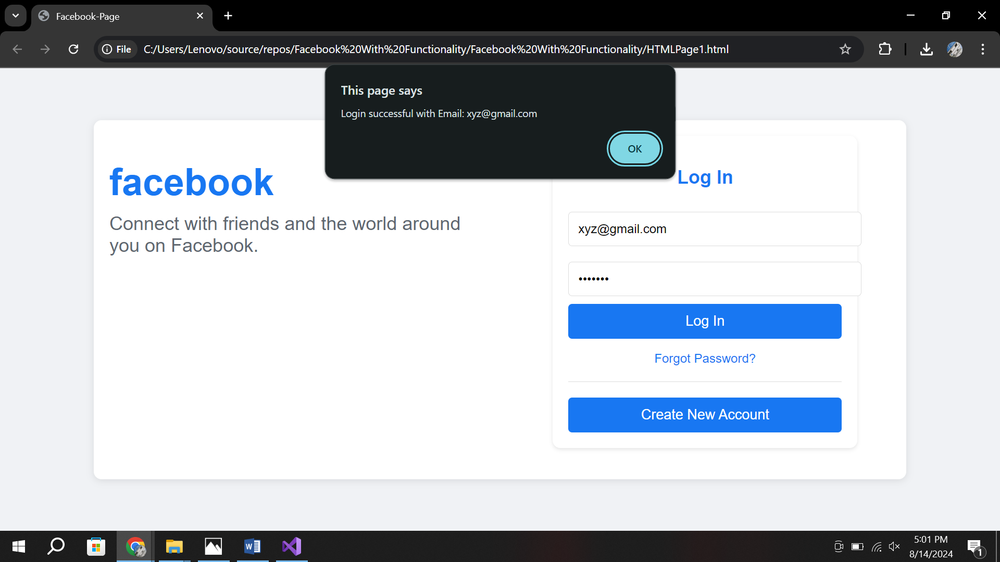 Facebook-Page
File
C:/Users/Lenovo/source/repos/Facebook%20With%20Functionality/Facebook%20With%20Functionality/HTMLPage1.html
This page says
Login successful with Email: xyz@gmail.com
OK
facebook
Connect with friends and the world around
you on Facebook.
Log In
xyz@gmail.com
•••••••
Log In
Forgot Password?
Create New Account
W
5:01 PM
8/14/2024
1